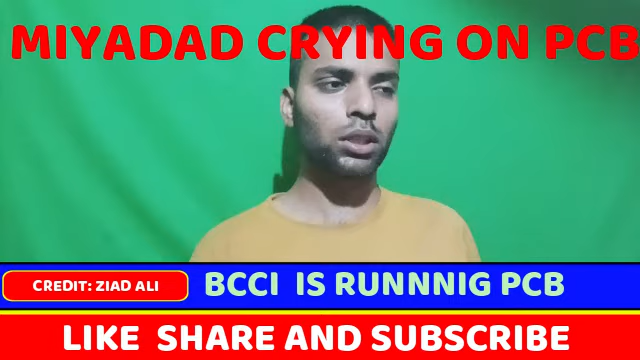 MIYADAD CRYING ON PCB
CREDIT: ZIAD ALI
BCCI IS RUNNNIG PCB
LIKE SHARE AND SUBSCRIBE